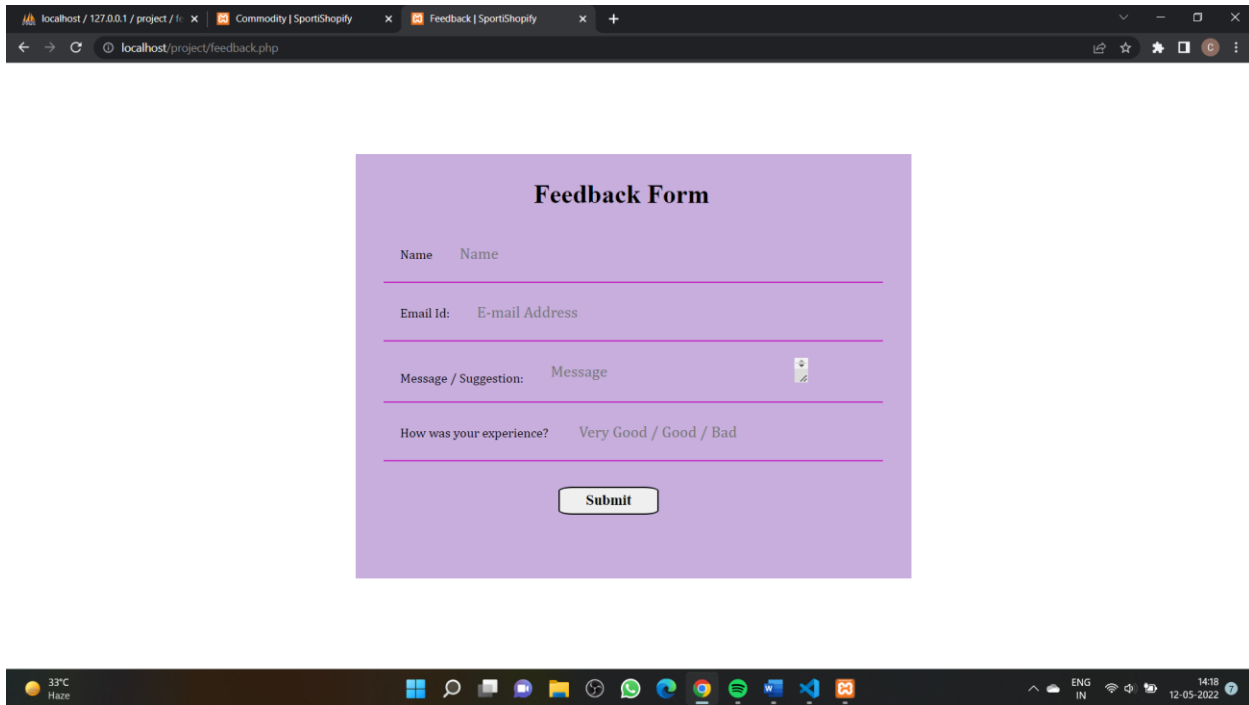 localhost / 127.0.0.1 / project / fe
Commodity | SportiShopify
Feedback | SportiShopify
localhost/project/feedback.php
C
Feedback Form
Name Name
Email Id: E-mail Address
Message / Suggestion: Message
How was your experience? Very Good / Good / Bad
Submit
33°C
Haze
ENG
IN
14:18
12-05-2022
7